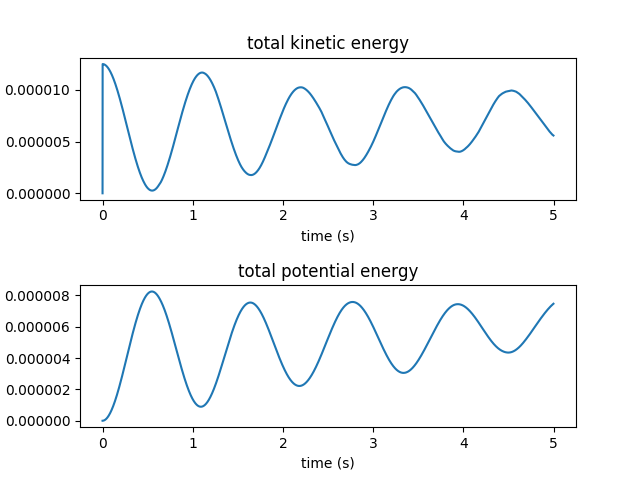 total kinetic energy
0.000010
0.000005
0.000000
0 1 2 3 4 5
time (s)
total potential energy
0.000008
0.000006
0.000004
0.000002
0.000000
0 1 2 3 4 5
time (s)